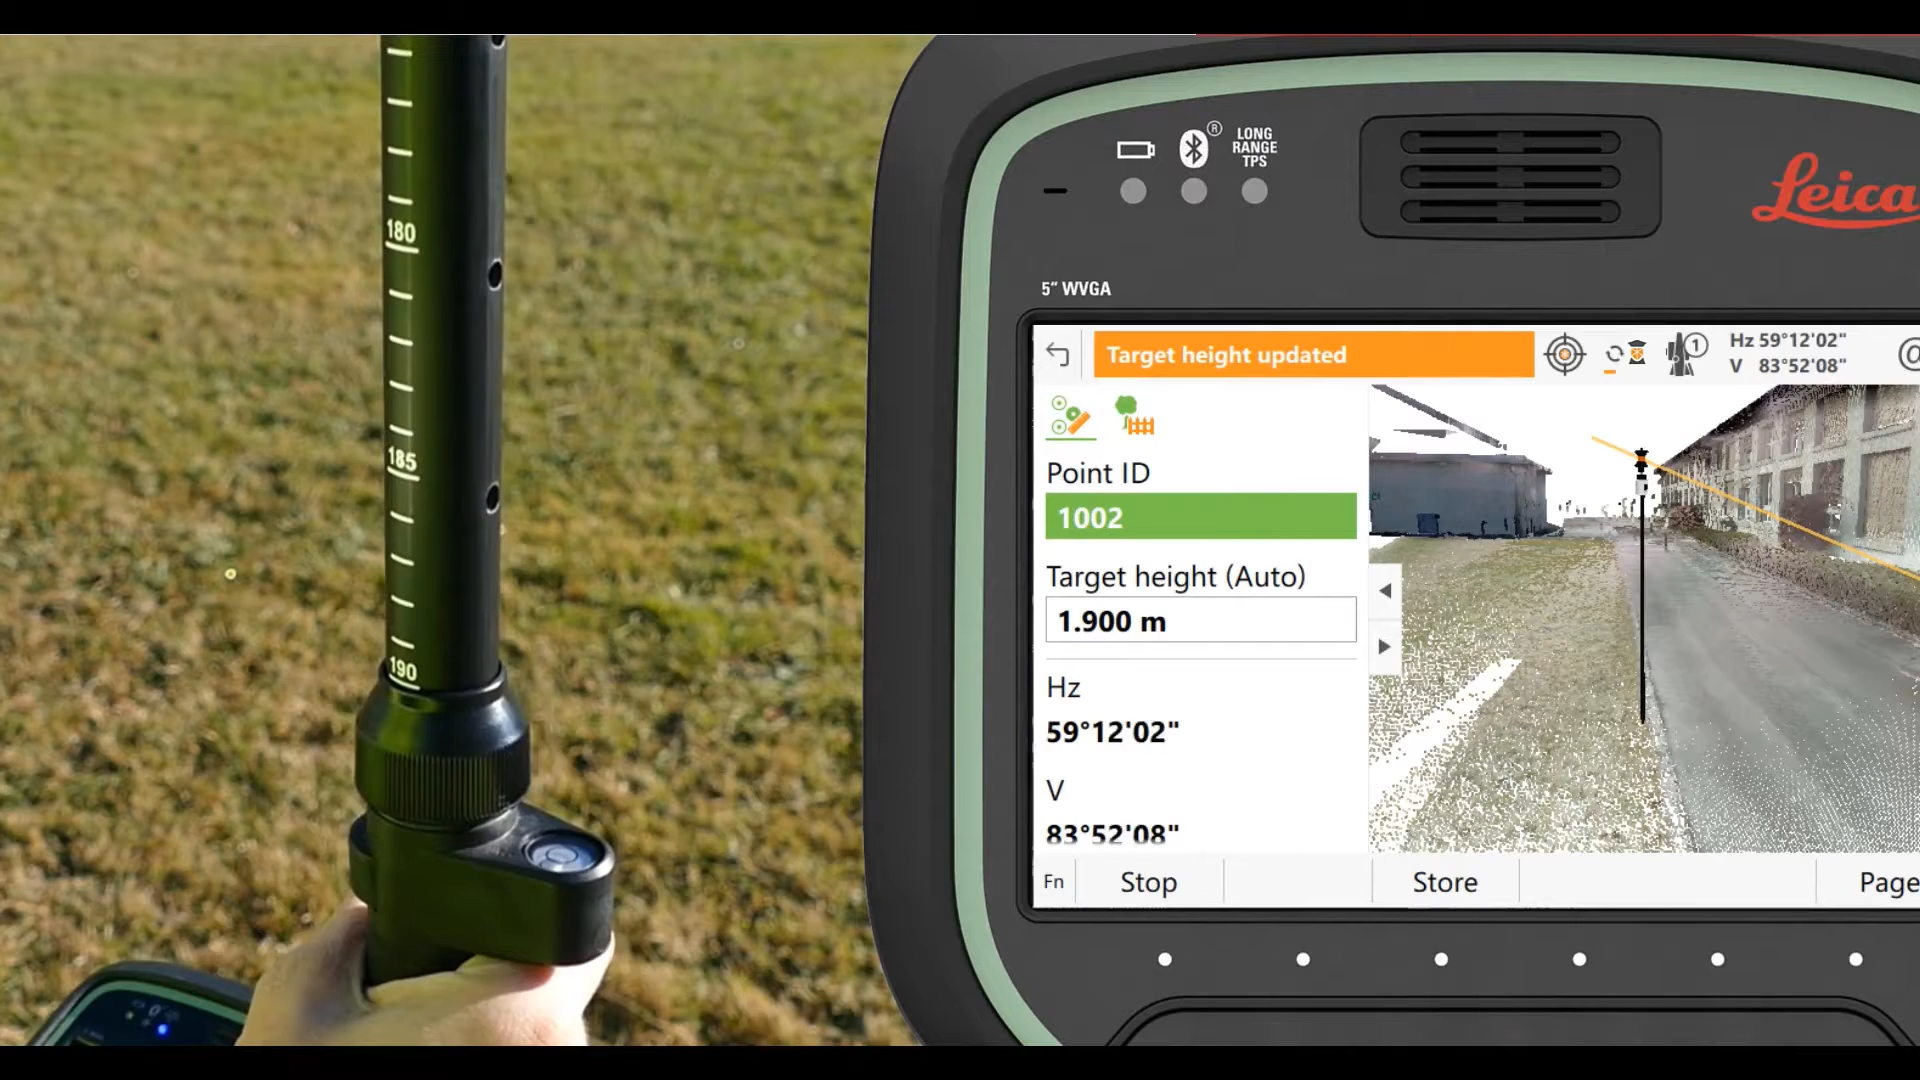 180
185
190
®
LONG
RANGE
TPS
Leica
5“ WVGA
Target height updated
1
Hz 59°12'02"
V 83°52'08"
Point ID
1002
Target height (Auto)
1.900 m
Hz
59°12'02"
V
83°52'08"
Fn
Stop
Store
Page